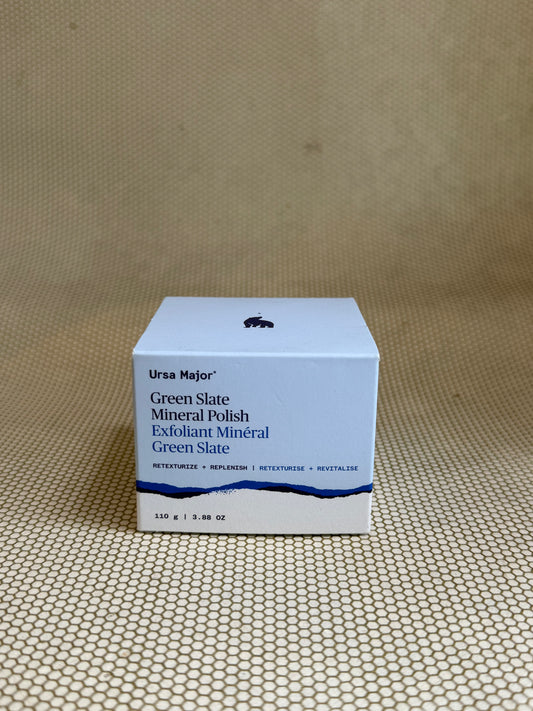 Ursa Major
Green Slate
Mineral Polish
Exfoliant Minéral
Green Slate
RETEXTURIZE + REPLENISH | RETEXTURISE + REVITALISE
110 g | 3.88 OZ